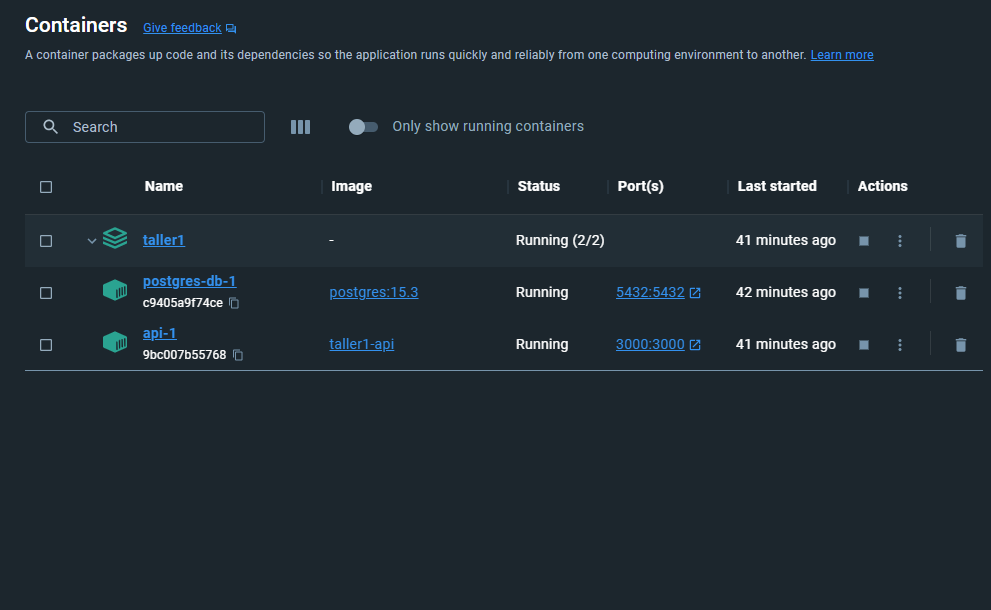 Containers Give feedback
A container packages up code and its dependencies so the application runs quickly and reliably from one computing environment to another. Learn more
Search Only show running containers
Name Image Status Port(s) Last started Actions
taller1 - Running (2/2) 41 minutes ago
postgres-db-1
c9405a9f74ce postgres:15.3 Running 5432:5432 42 minutes ago
api-1
9bc007b55768 taller1-api Running 3000:3000 41 minutes ago